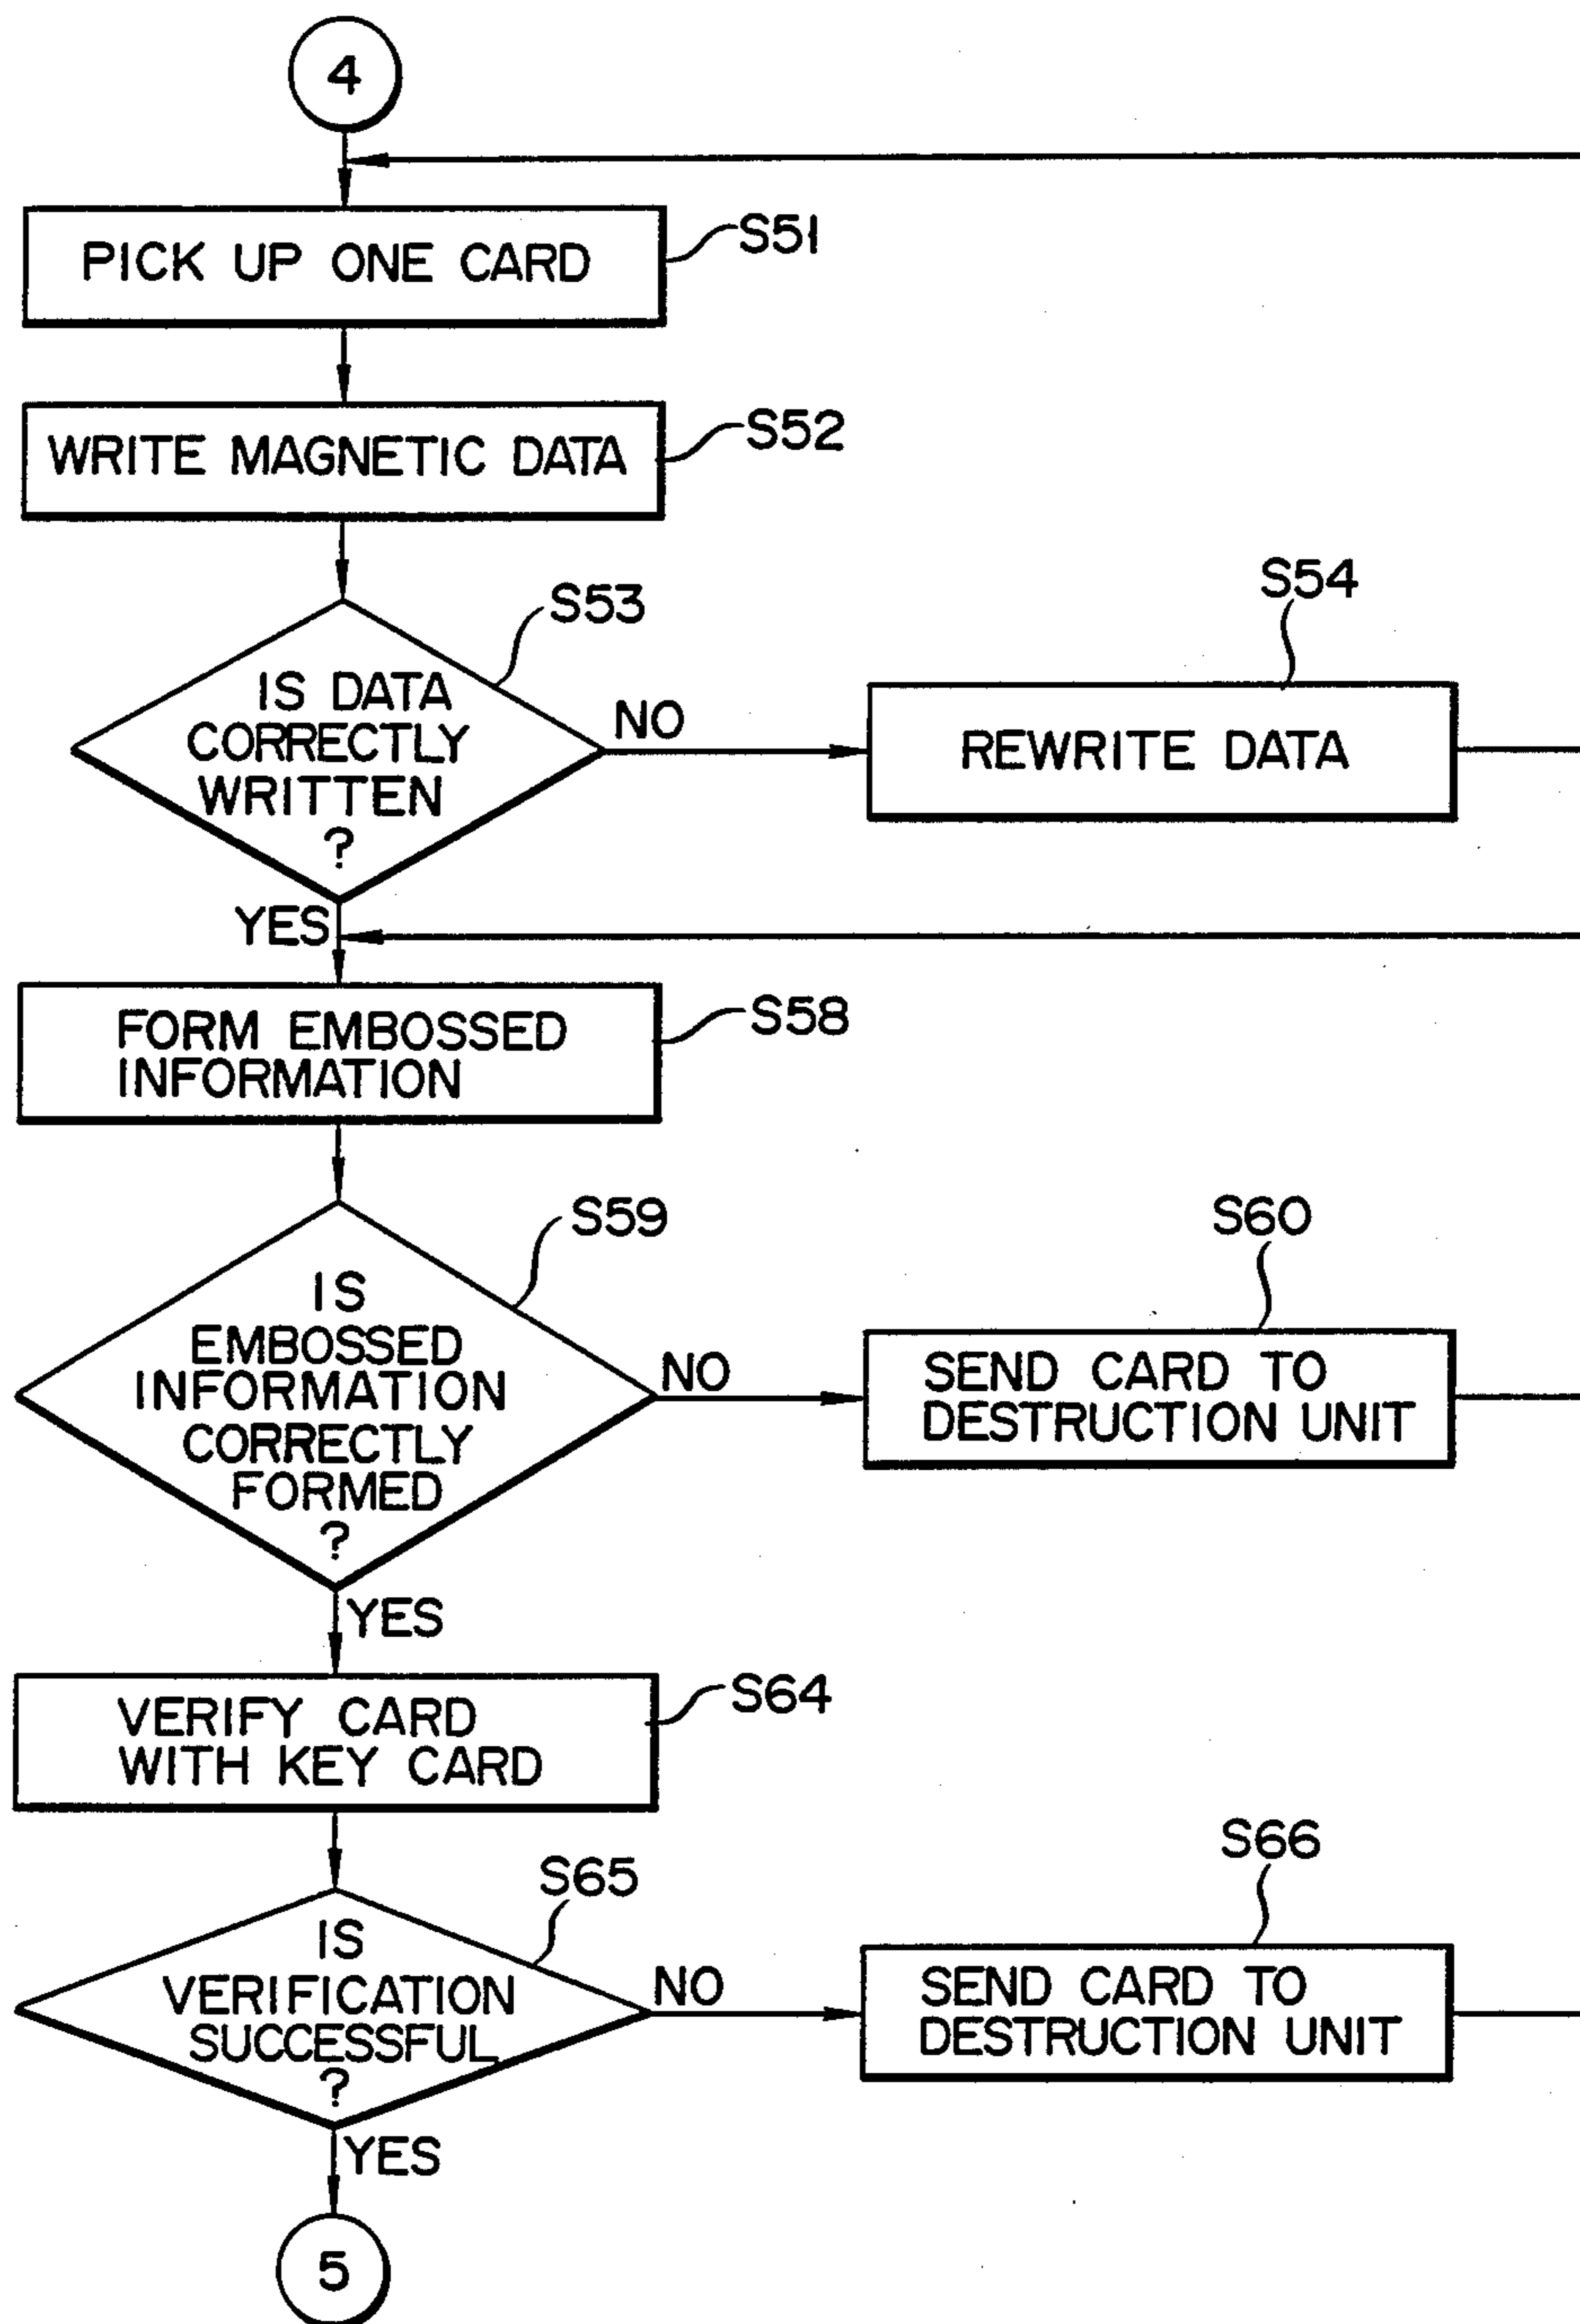 4
PICK UP ONE CARD
S51
WRITE MAGNETIC DATA
S52
S53
IS DATA
CORRECTLY
WRITTEN
?
NO
S54
REWRITE DATA
YES
FORM EMBOSSED
INFORMATION
S58
S59
IS
EMBOSSED
INFORMATION
CORRECTLY
FORMED
?
NO
S60
SEND CARD TO
DESTRUCTION UNIT
YES
VERIFY CARD
WITH KEY CARD
S64
S65
IS
VERIFICATION
SUCCESSFUL
?
NO
S66
SEND CARD TO
DESTRUCTION UNIT
YES
5